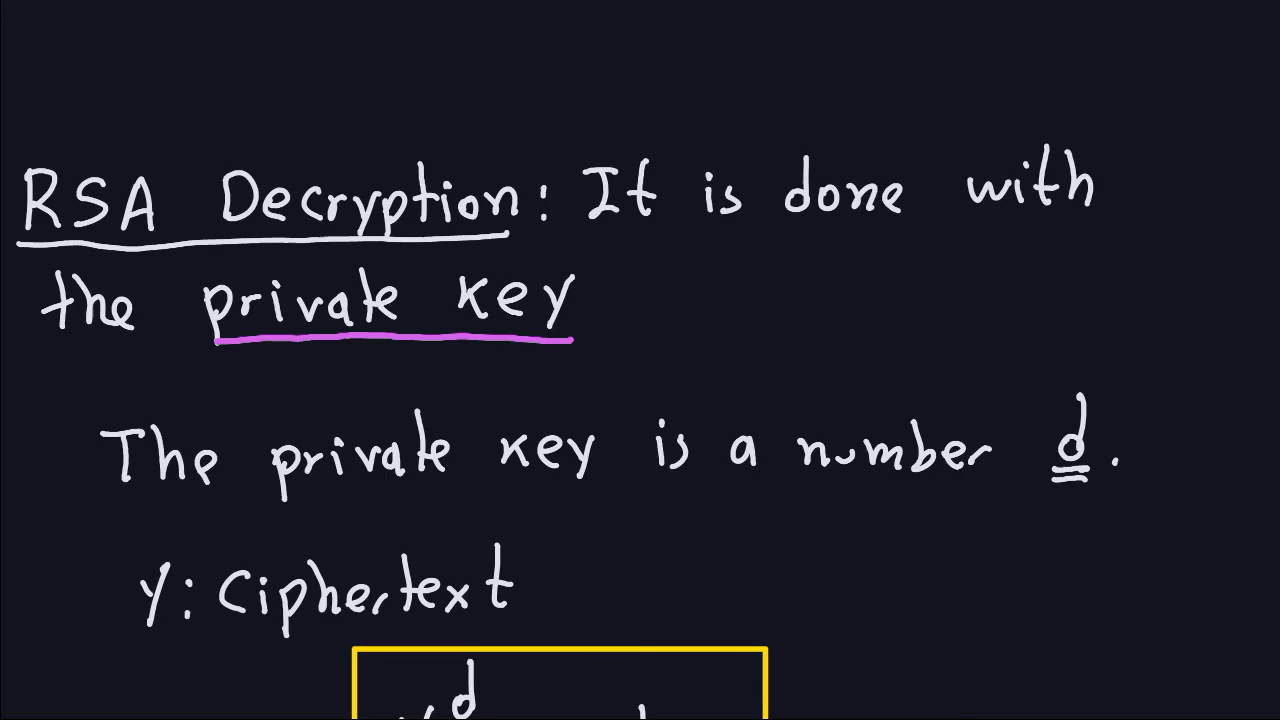 RSA Decryption: It is done with
the private key
The private key is a number d.
y: Ciphertext
d